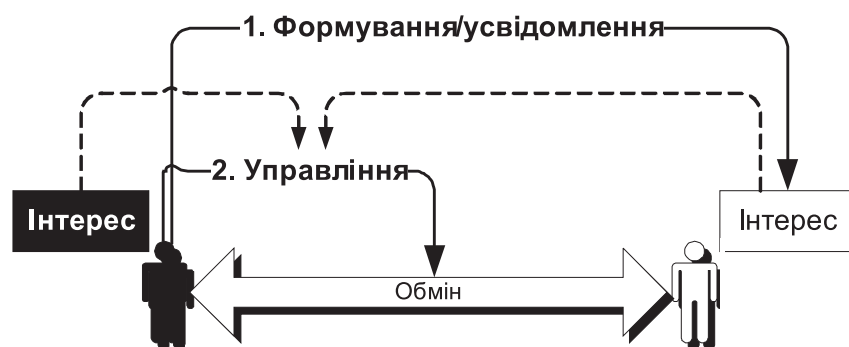 1. Формування/усвідомлення
2. Управління
Інтерес
Інтерес
Обмін